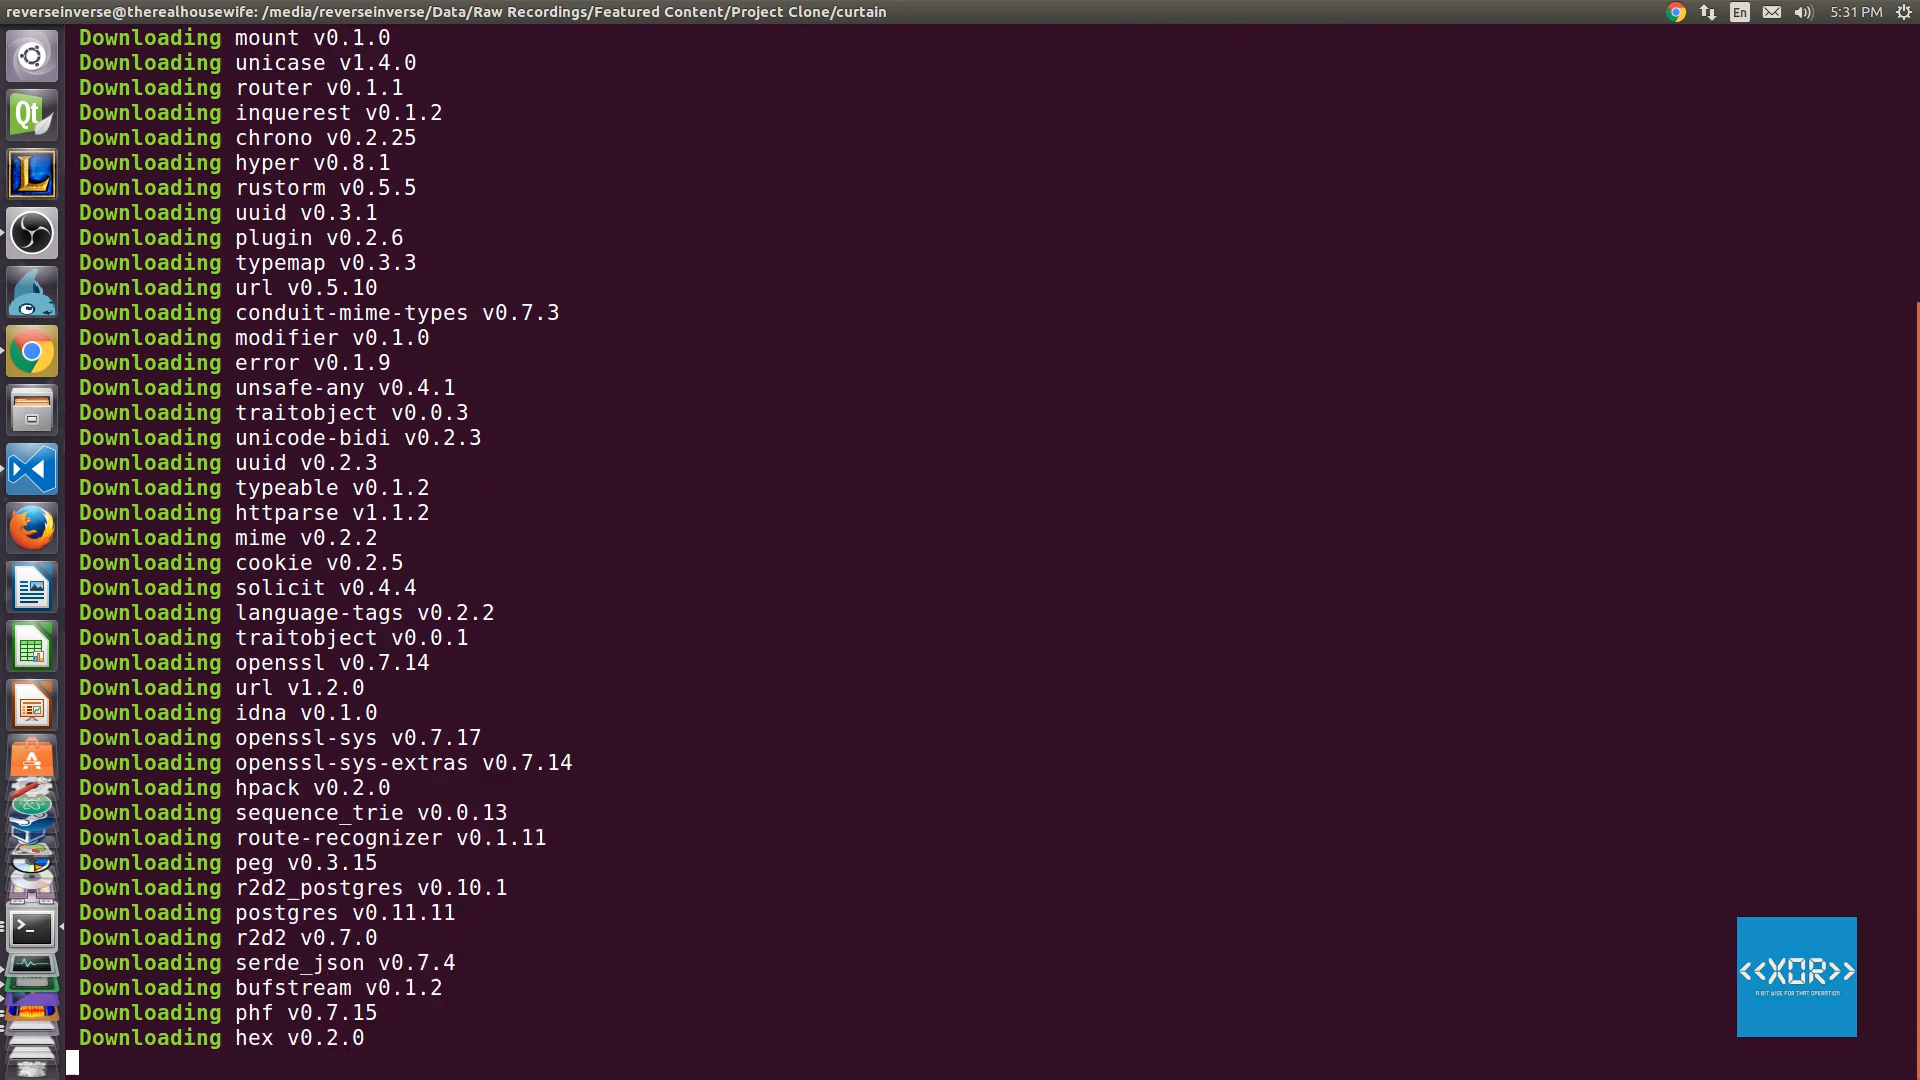 reverseinverse@therealhousewife: /media/reverseinverse/Data/Raw Recordings/Featured Content/Project Clone/curtain
En
5:31 PM
Downloading mount v0.1.0
Downloading unicase v1.4.0
Downloading router v0.1.1
Downloading inquerest v0.1.2
Downloading chrono v0.2.25
Downloading hyper v0.8.1
Downloading rustorm v0.5.5
Downloading uuid v0.3.1
Downloading plugin v0.2.6
Downloading typemap v0.3.3
Downloading url v0.5.10
Downloading conduit-mime-types v0.7.3
Downloading modifier v0.1.0
Downloading error v0.1.9
Downloading unsafe-any v0.4.1
Downloading traitobject v0.0.3
Downloading unicode-bidi v0.2.3
Downloading uuid v0.2.3
Downloading typeable v0.1.2
Downloading httparse v1.1.2
Downloading mime v0.2.2
Downloading cookie v0.2.5
Downloading solicit v0.4.4
Downloading language-tags v0.2.2
Downloading traitobject v0.0.1
Downloading openssl v0.7.14
Downloading url v1.2.0
Downloading idna v0.1.0
Downloading openssl-sys v0.7.17
Downloading openssl-sys-extras v0.7.14
Downloading hpack v0.2.0
Downloading sequence_trie v0.0.13
Downloading route-recognizer v0.1.11
Downloading peg v0.3.15
Downloading r2d2_postgres v0.10.1
Downloading postgres v0.11.11
Downloading r2d2 v0.7.0
Downloading serde_json v0.7.4
Downloading bufstream v0.1.2
Downloading phf v0.7.15
Downloading hex v0.2.0
Qt
L
<<XOR>>
A BIT WISE FOR THAT OPERATION